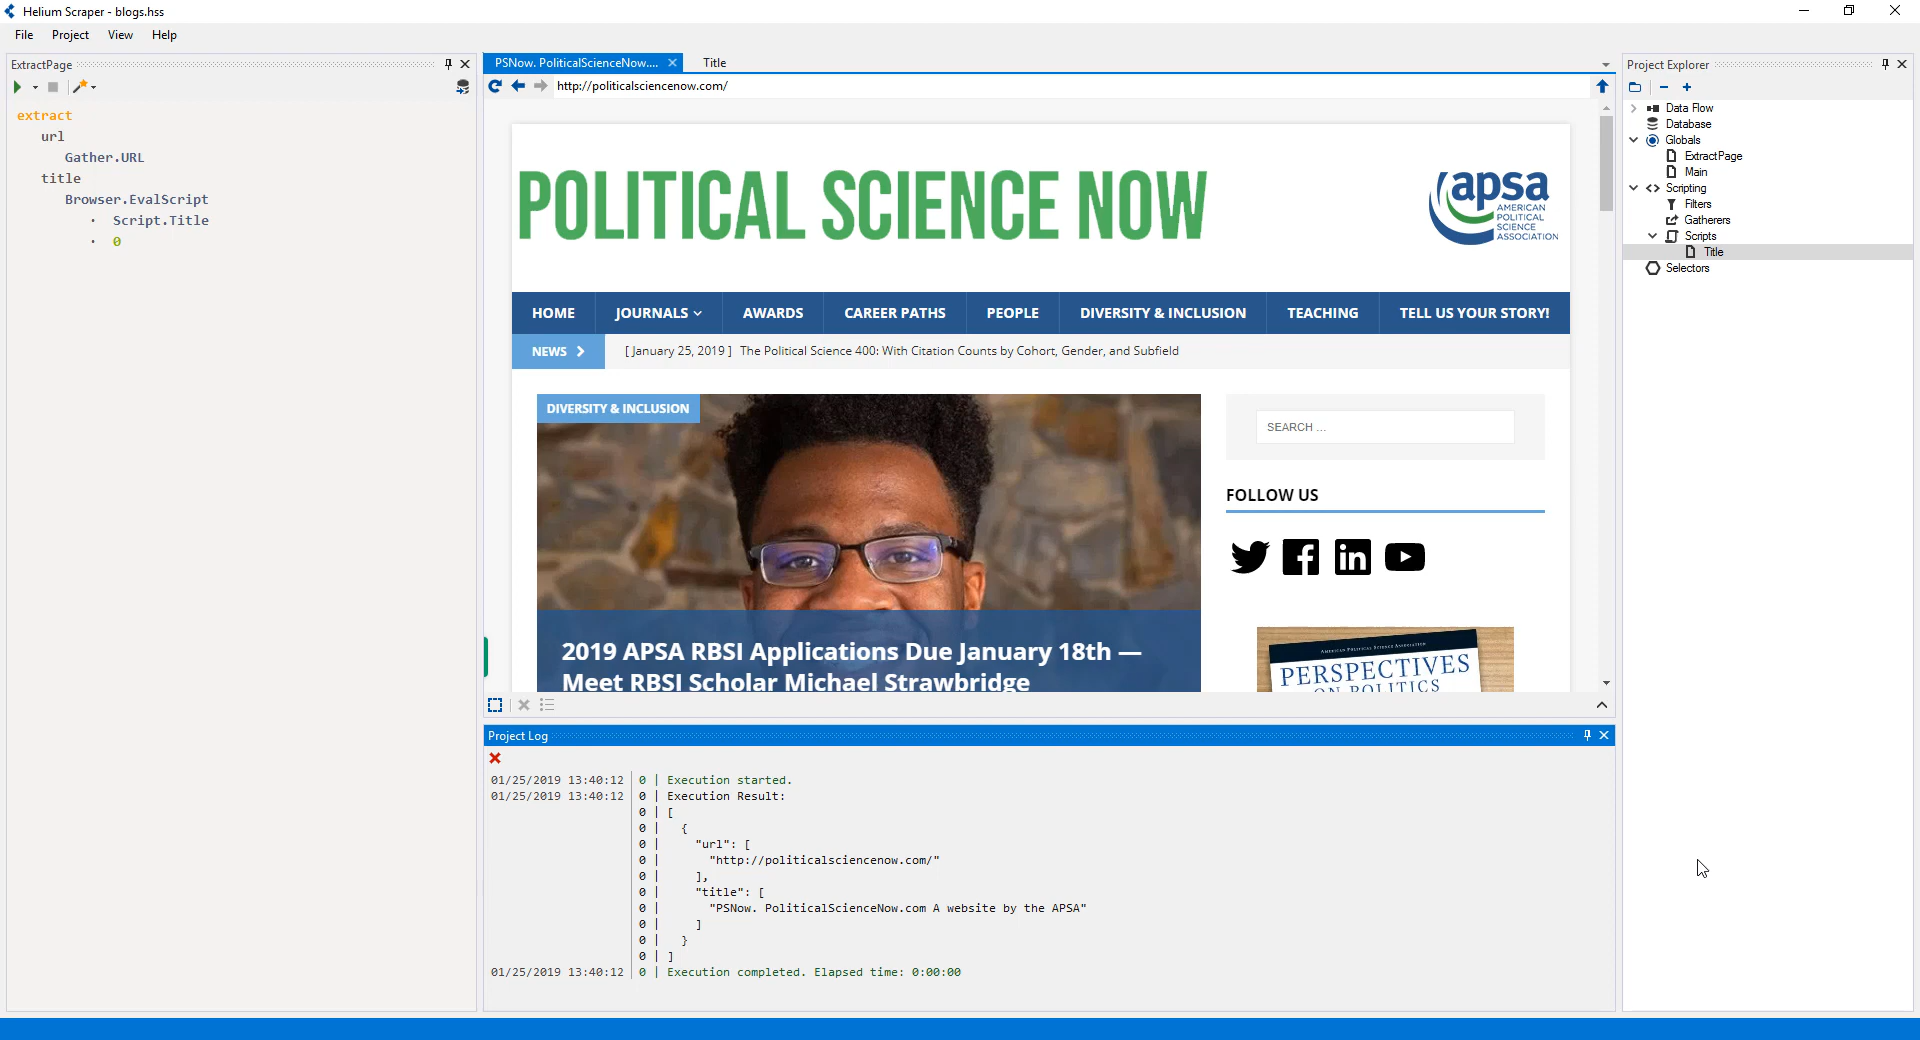 Helium Scraper - blogs.hss
File Project View Help
ExtractPage
extract
url
Gather.URL
title
Browser.EvalScript
· Script.Title
· 0
PSNow. PoliticalScienceNow.... Title
http://politicalsciencenow.com/
POLITICAL SCIENCE NOW
apsa
AMERICAN
POLITICAL
SCIENCE
ASSOCIATION
HOME JOURNALS AWARDS CAREER PATHS PEOPLE DIVERSITY & INCLUSION TEACHING TELL US YOUR STORY!
NEWS [ January 25, 2019 ] The Political Science 400: With Citation Counts by Cohort, Gender, and Subfield
DIVERSITY & INCLUSION
2019 APSA RBSI Applications Due January 18th —
Meet RBSI Scholar Michael Strawbridge
SEARCH ...
FOLLOW US
AMERICAN POLITICAL SCIENCE ASSOCIATION
PERSPECTIVES
ON POLITICS
Project Log
01/25/2019 13:40:12 0 | Execution started.
01/25/2019 13:40:12 0 | Execution Result:
0 | [
0 | {
0 | "url": [
0 | "http://politicalsciencenow.com/"
0 | ],
0 | "title": [
0 | "PSNow. PoliticalScienceNow.com A website by the APSA"
0 | ]
0 | }
0 | ]
01/25/2019 13:40:12 0 | Execution completed. Elapsed time: 0:00:00
Project Explorer
Data Flow
Database
Globals
ExtractPage
Main
Scripting
Filters
Gatherers
Scripts
Title
Selectors